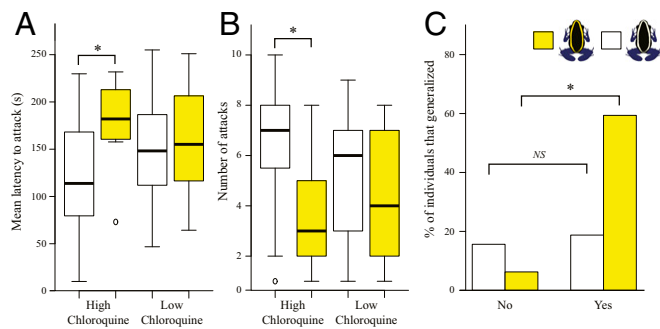 A
B
C
*
*
*
NS
Mean latency to attack (s)
250
200
150
100
50
0
High Chloroquine
Low Chloroquine
Number of attacks
10
8
6
4
2
0
High Chloroquine
Low Chloroquine
% of individuals that generalized
80
60
40
20
0
No
Yes